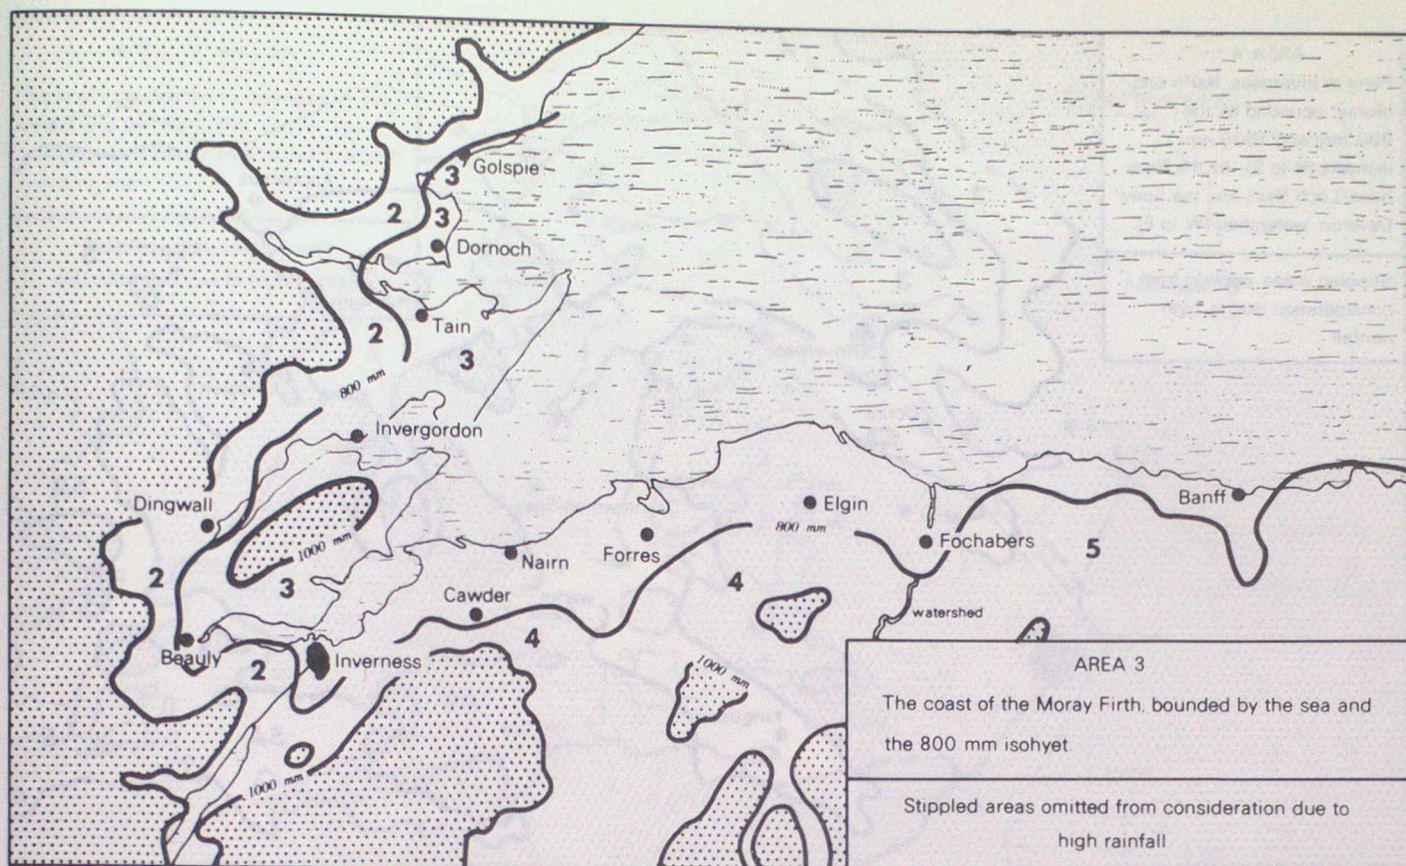 Golspie
3
2
3
Dornoch
2
Tain
3
800 mm
Invergordon
Dingwall
1000 mm
2
3
Nairn
Forres
Elgin
800 mm
Fochabers
Banff
5
4
Cawder
4
watershed
Beauly
2
Inverness
1000 mm
1000 mm
AREA 3
The coast of the Moray Firth, bounded by the sea and
the 800 mm isohyet
Stippled areas omitted from consideration due to
high rainfall